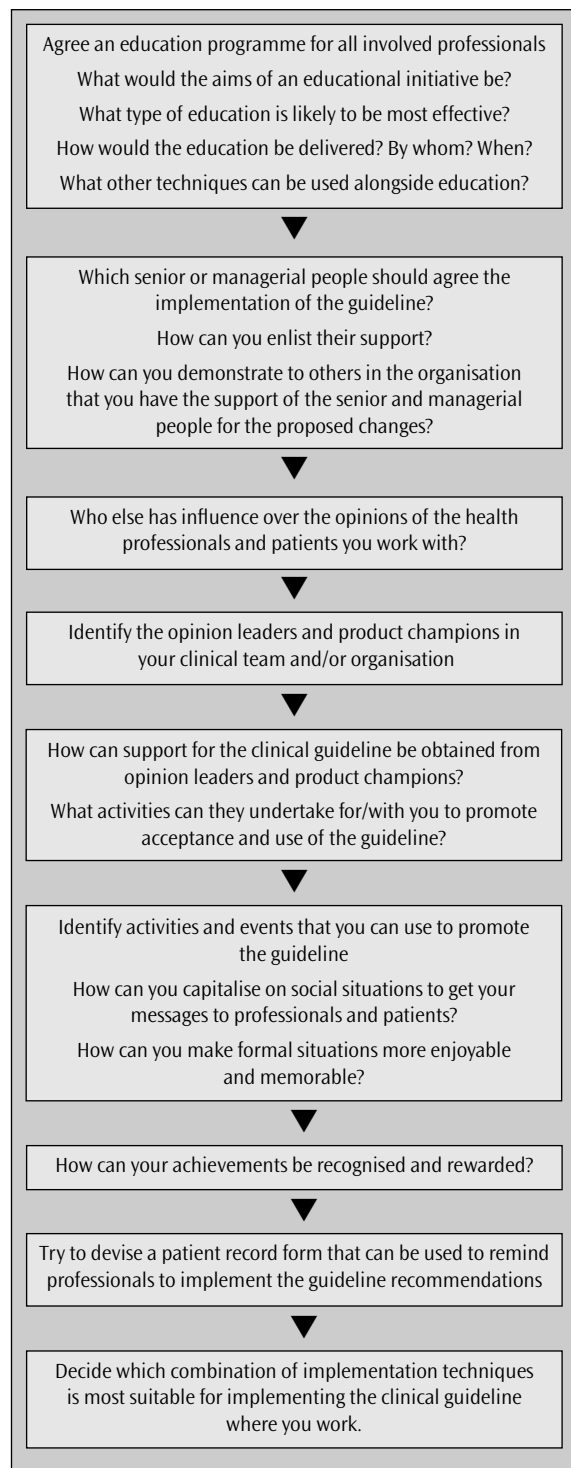 Agree an education programme for all involved professionals
What would the aims of an educational initiative be?
What type of education is likely to be most effective?
How would the education be delivered? By whom? When?
What other techniques can be used alongside education?
Which senior or managerial people should agree the
implementation of the guideline?
How can you enlist their support?
How can you demonstrate to others in the organisation
that you have the support of the senior and managerial
people for the proposed changes?
Who else has influence over the opinions of the health
professionals and patients you work with?
Identify the opinion leaders and product champions in
your clinical team and/or organisation
How can support for the clinical guideline be obtained from
opinion leaders and product champions?
What activities can they undertake for/with you to promote
acceptance and use of the guideline?
Identify activities and events that you can use to promote
the guideline
How can you capitalise on social situations to get your
messages to professionals and patients?
How can you make formal situations more enjoyable
and memorable?
How can your achievements be recognised and rewarded?
Try to devise a patient record form that can be used to remind
professionals to implement the guideline recommendations
Decide which combination of implementation techniques
is most suitable for implementing the clinical guideline
where you work.